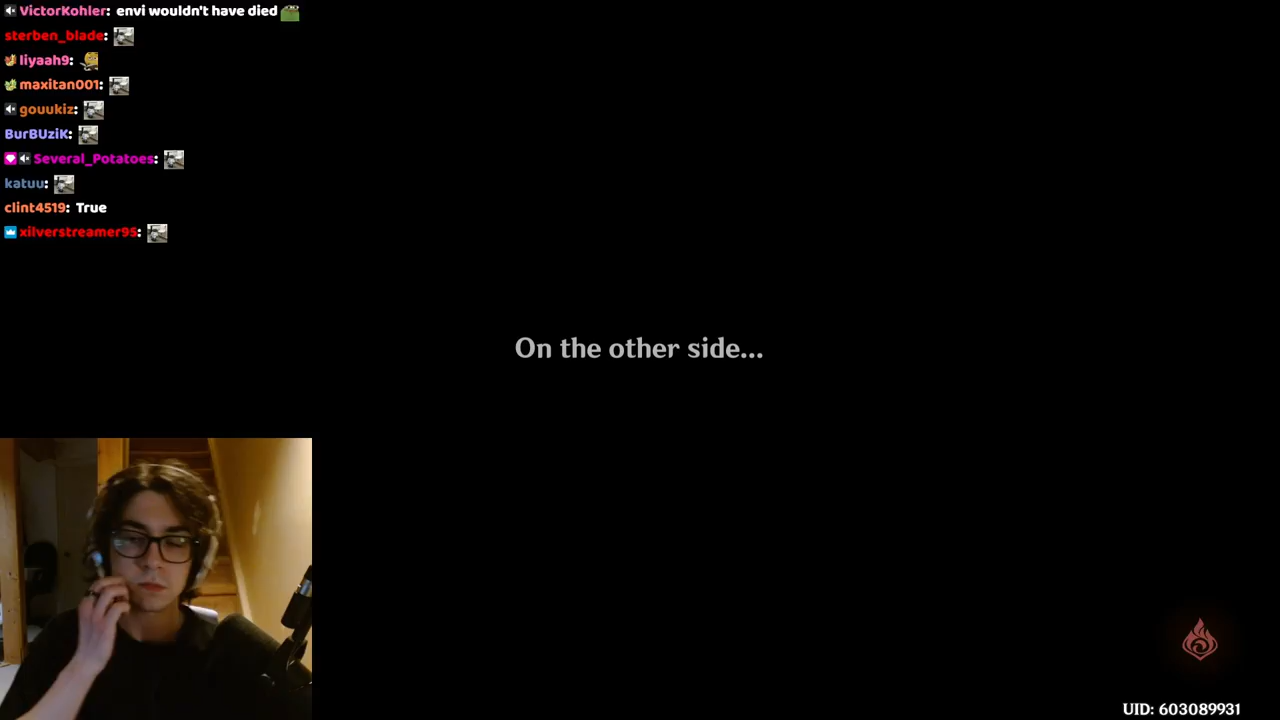 VictorKohler: envi wouldn't have died
sterben_blade:
liyaah9:
maxitan001:
gouukiz:
BurBUziK:
Several_Potatoes:
katuu:
clint4519: True
xilverstreamer95:
On the other side...
UID: 603089931